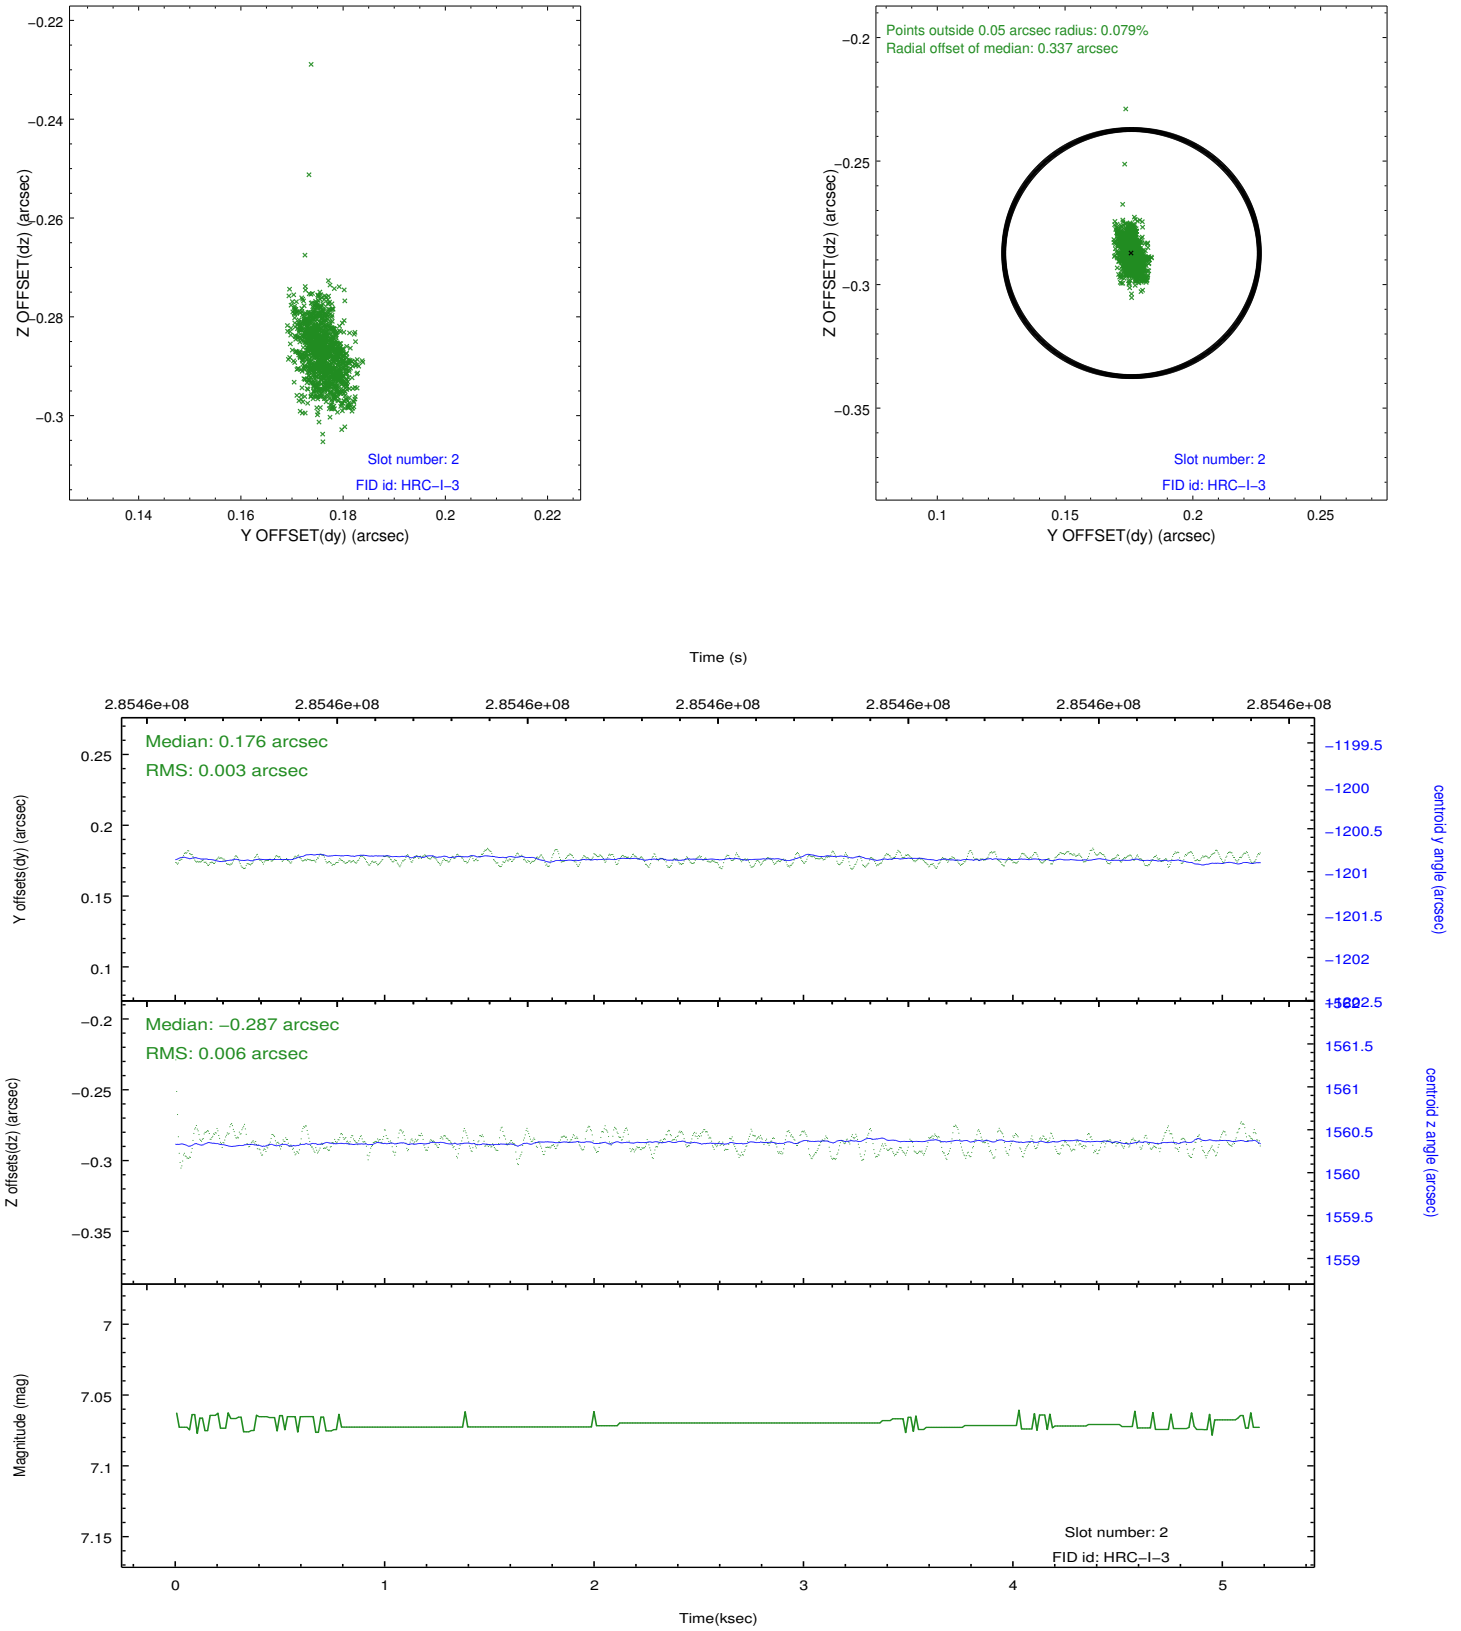 −0.22
−0.24
−0.26
−0.28
−0.3
Z OFFSET(dz) (arcsec)
Slot number: 2
FID id: HRC−I−3
0.14
0.16
0.18
0.2
0.22
Y OFFSET(dy) (arcsec)
Points outside 0.05 arcsec radius: 0.079%
Radial offset of median: 0.337 arcsec
−0.2
−0.25
−0.3
−0.35
Z OFFSET(dz) (arcsec)
Slot number: 2
FID id: HRC−I−3
0.1
0.15
0.2
0.25
Y OFFSET(dy) (arcsec)
Time (s)
2.8546e+08
2.8546e+08
2.8546e+08
2.8546e+08
2.8546e+08
2.8546e+08
2.8546e+08
Median: 0.176 arcsec
RMS: 0.003 arcsec
0.25
0.2
0.15
0.1
Y offsets(dy) (arcsec)
−1199.5
−1200
−1200.5
−1201
−1201.5
−1202
−1202.5
centroid y angle (arcsec)
Median: −0.287 arcsec
RMS: 0.006 arcsec
−0.2
−0.25
−0.3
−0.35
Z offsets(dz) (arcsec)
1562
1561.5
1561
1560.5
1560
1559.5
1559
centroid z angle (arcsec)
7
7.05
7.1
7.15
Magnitude (mag)
Slot number: 2
FID id: HRC−I−3
0
1
2
3
4
5
Time(ksec)